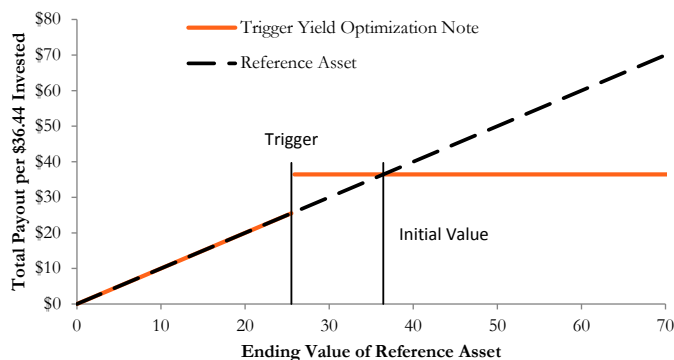 $80
$70
$60
$50
$40
$30
$20
$10
$0
Total Payout per $36.44 Invested
Trigger Yield Optimization Note
Reference Asset
Trigger
Initial Value
0 10 20 30 40 50 60 70
Ending Value of Reference Asset